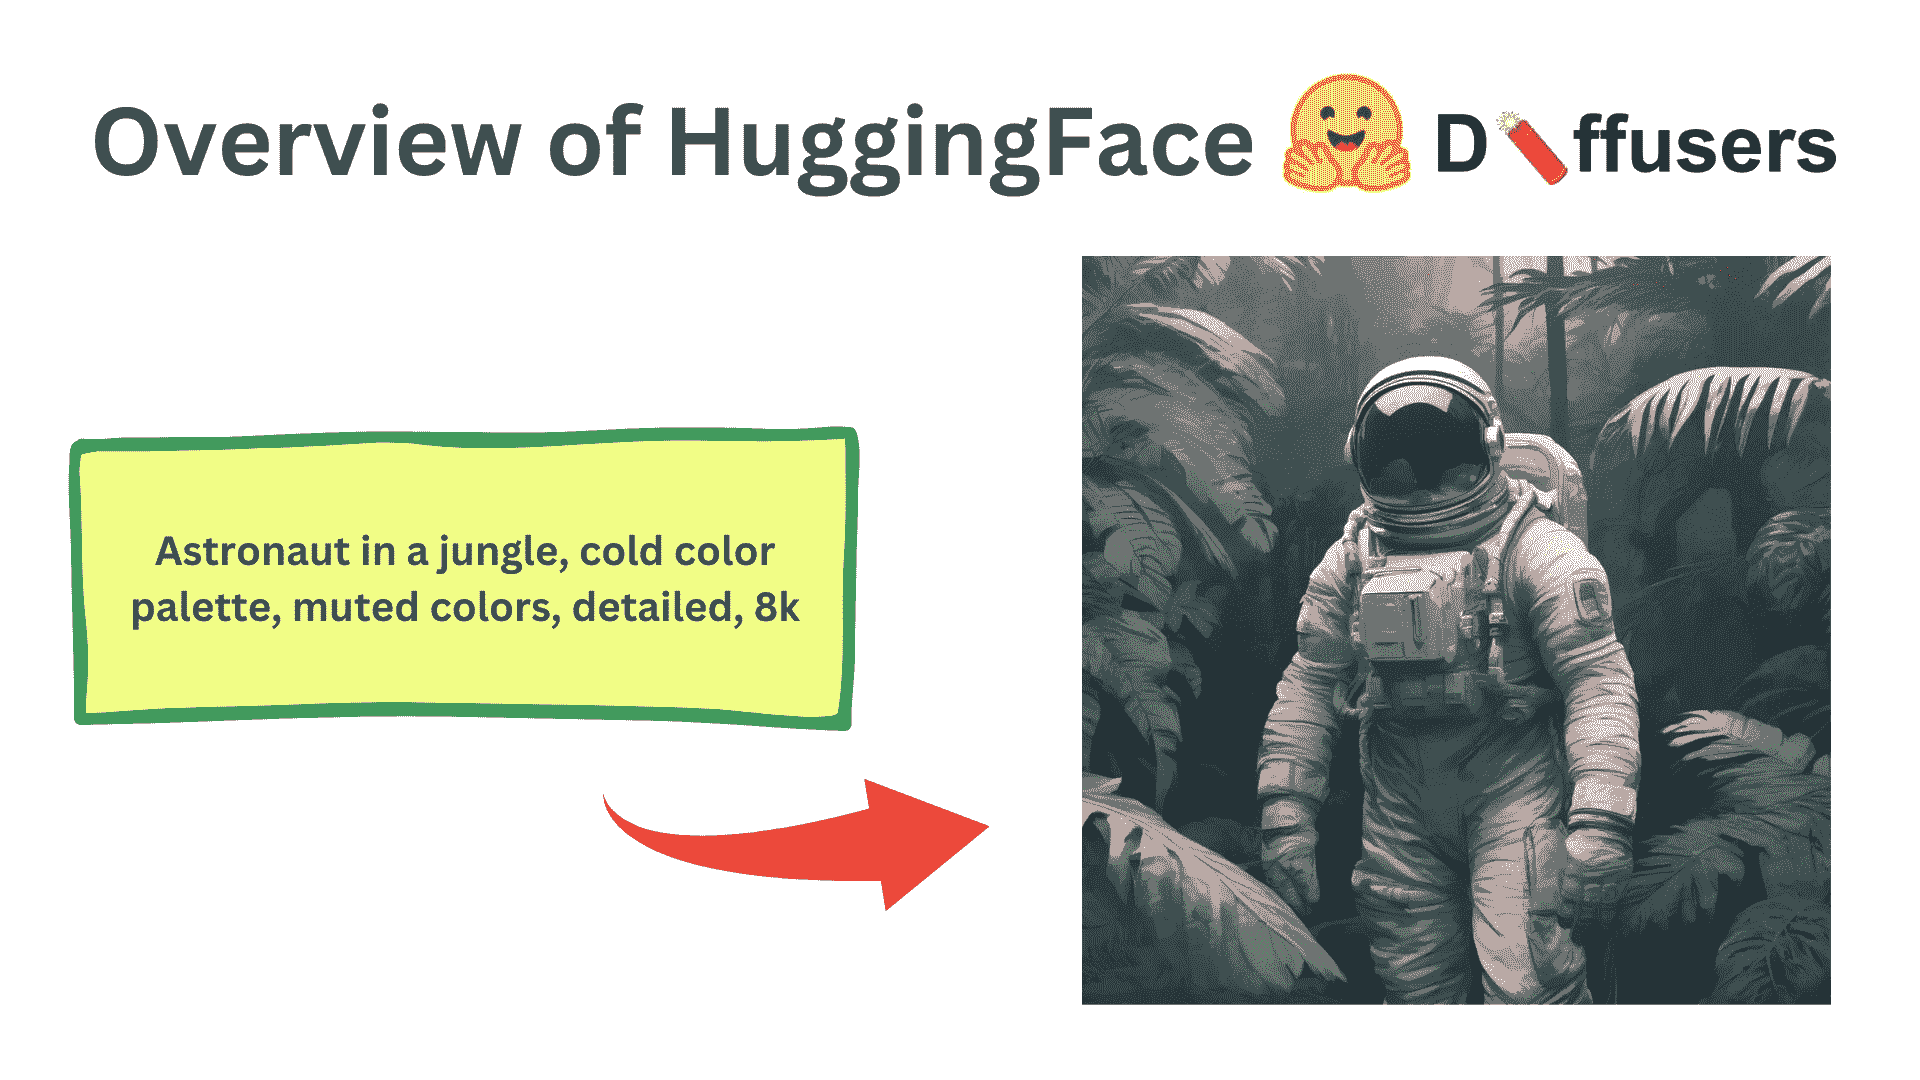 Overview of HuggingFace D ffusers
Astronaut in a jungle, cold color
palette, muted colors, detailed, 8k